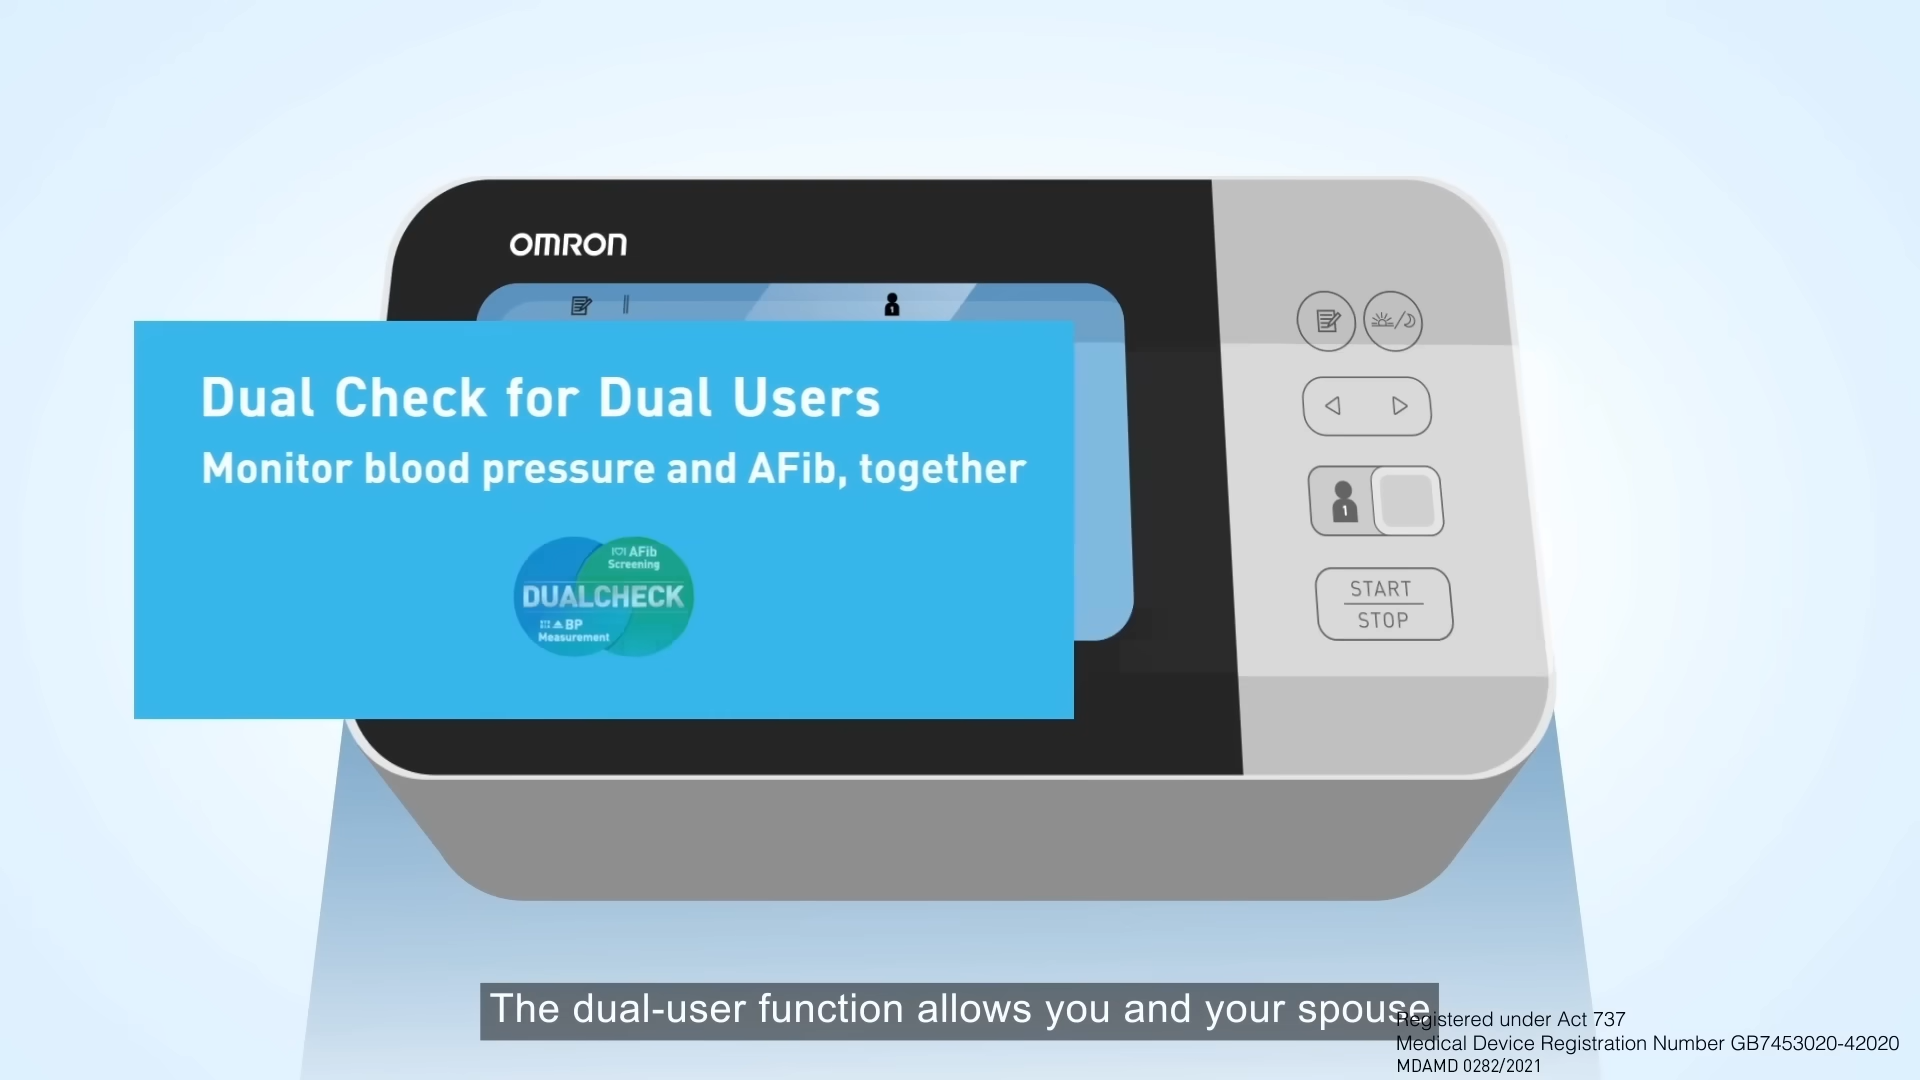 OMRON
1
Dual Check for Dual Users
Monitor blood pressure and AFib, together
AFib
Screening
DUALCHECK
BP
Measurement
1
START
STOP
The dual-user function allows you and your spouse
Registered under Act 737
Medical Device Registration Number GB7453020-42020
MDAMD 0282/2021